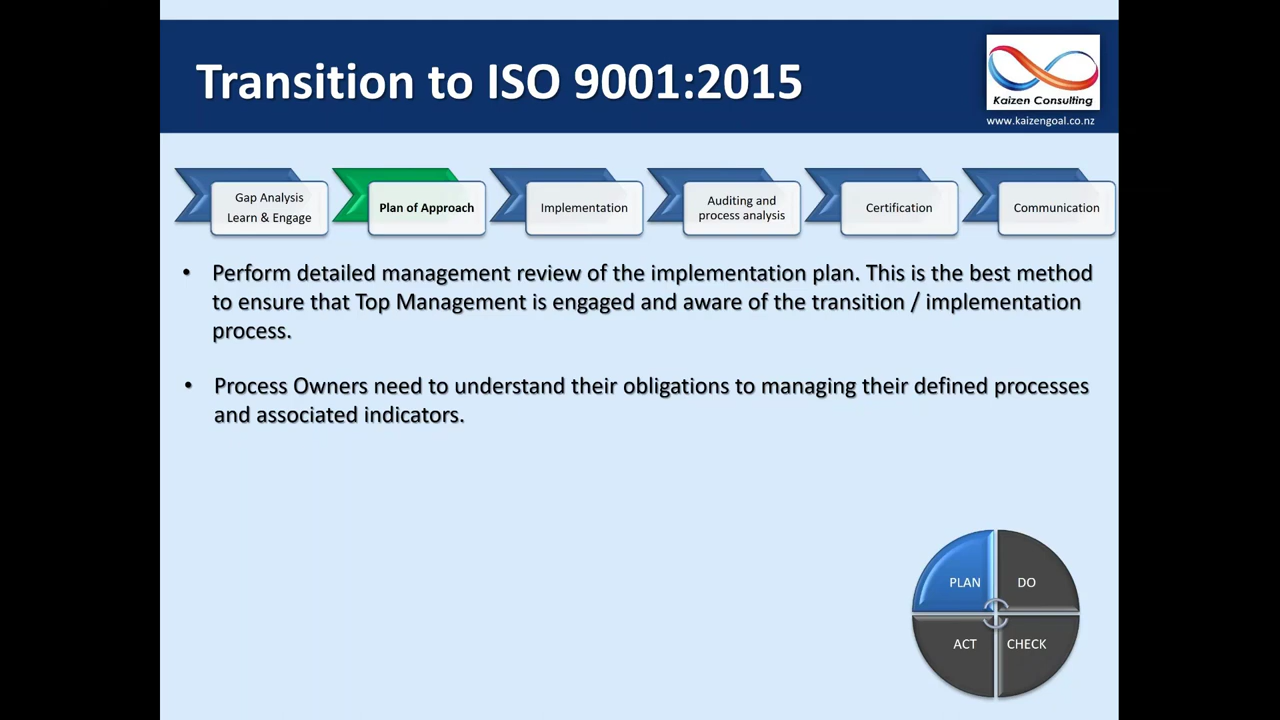 Transition to ISO 9001:2015
Kaizen Consulting
www.kaizengoal.co.nz
Gap Analysis
Learn & Engage
Plan of Approach
Implementation
Auditing and
process analysis
Certification
Communication
• Perform detailed management review of the implementation plan. This is the best method
to ensure that Top Management is engaged and aware of the transition / implementation
process.
• Process Owners need to understand their obligations to managing their defined processes
and associated indicators.
PLAN
DO
ACT
CHECK